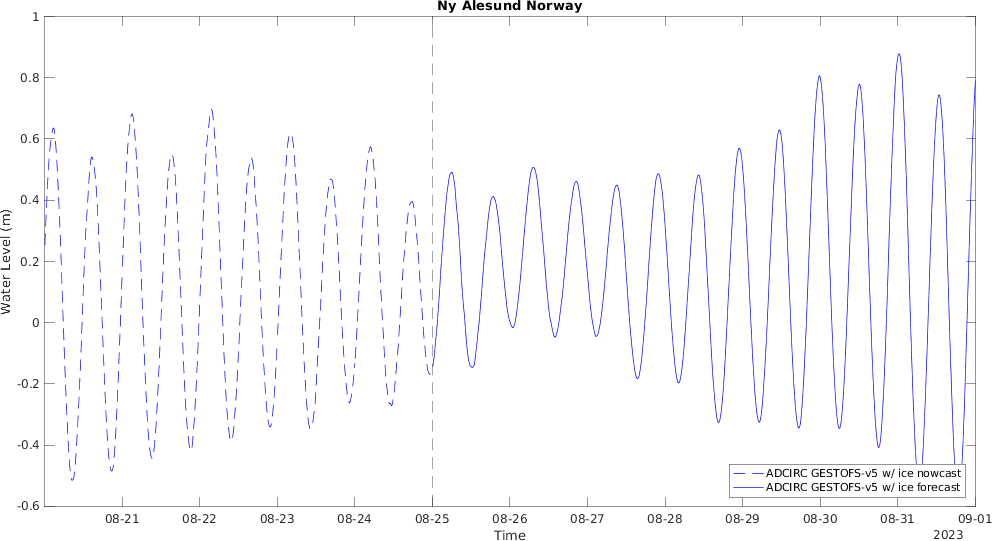 Ny Alesund Norway
Water Level (m)
1
0.8
0.6
0.4
0.2
0
-0.2
-0.4
-0.6
ADCIRC GESTOFS-v5 w/ ice nowcast
ADCIRC GESTOFS-v5 w/ ice forecast
08-21 08-22 08-23 08-24 08-25 08-26 08-27 08-28 08-29 08-30 08-31 09-01
Time
2023